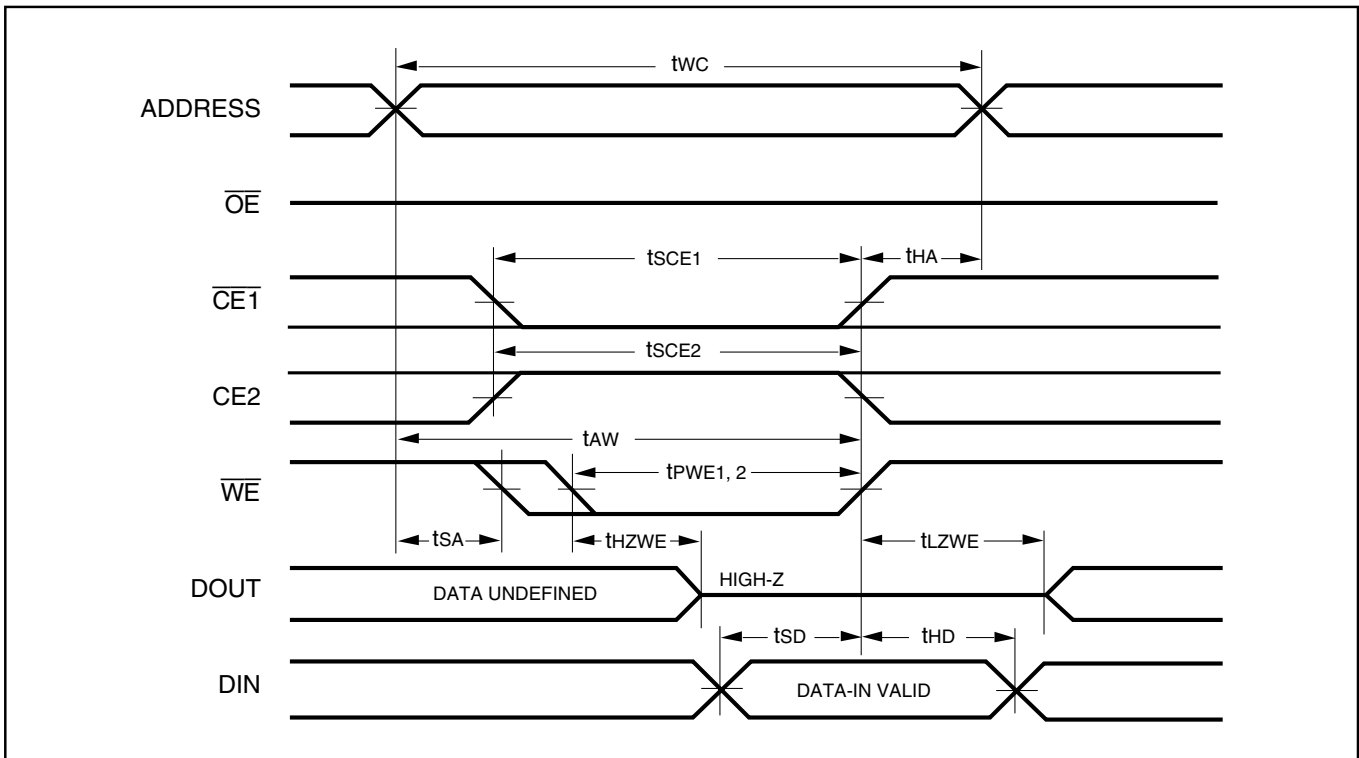 tWC
ADDRESS
OE
tSCE1
tHA
CE1
tSCE2
CE2
tAW
tPWE1, 2
WE
tSA
tHZWE
tLZWE
DOUT
DATA UNDEFINED
HIGH-Z
tSD
tHD
DIN
DATA-IN VALID